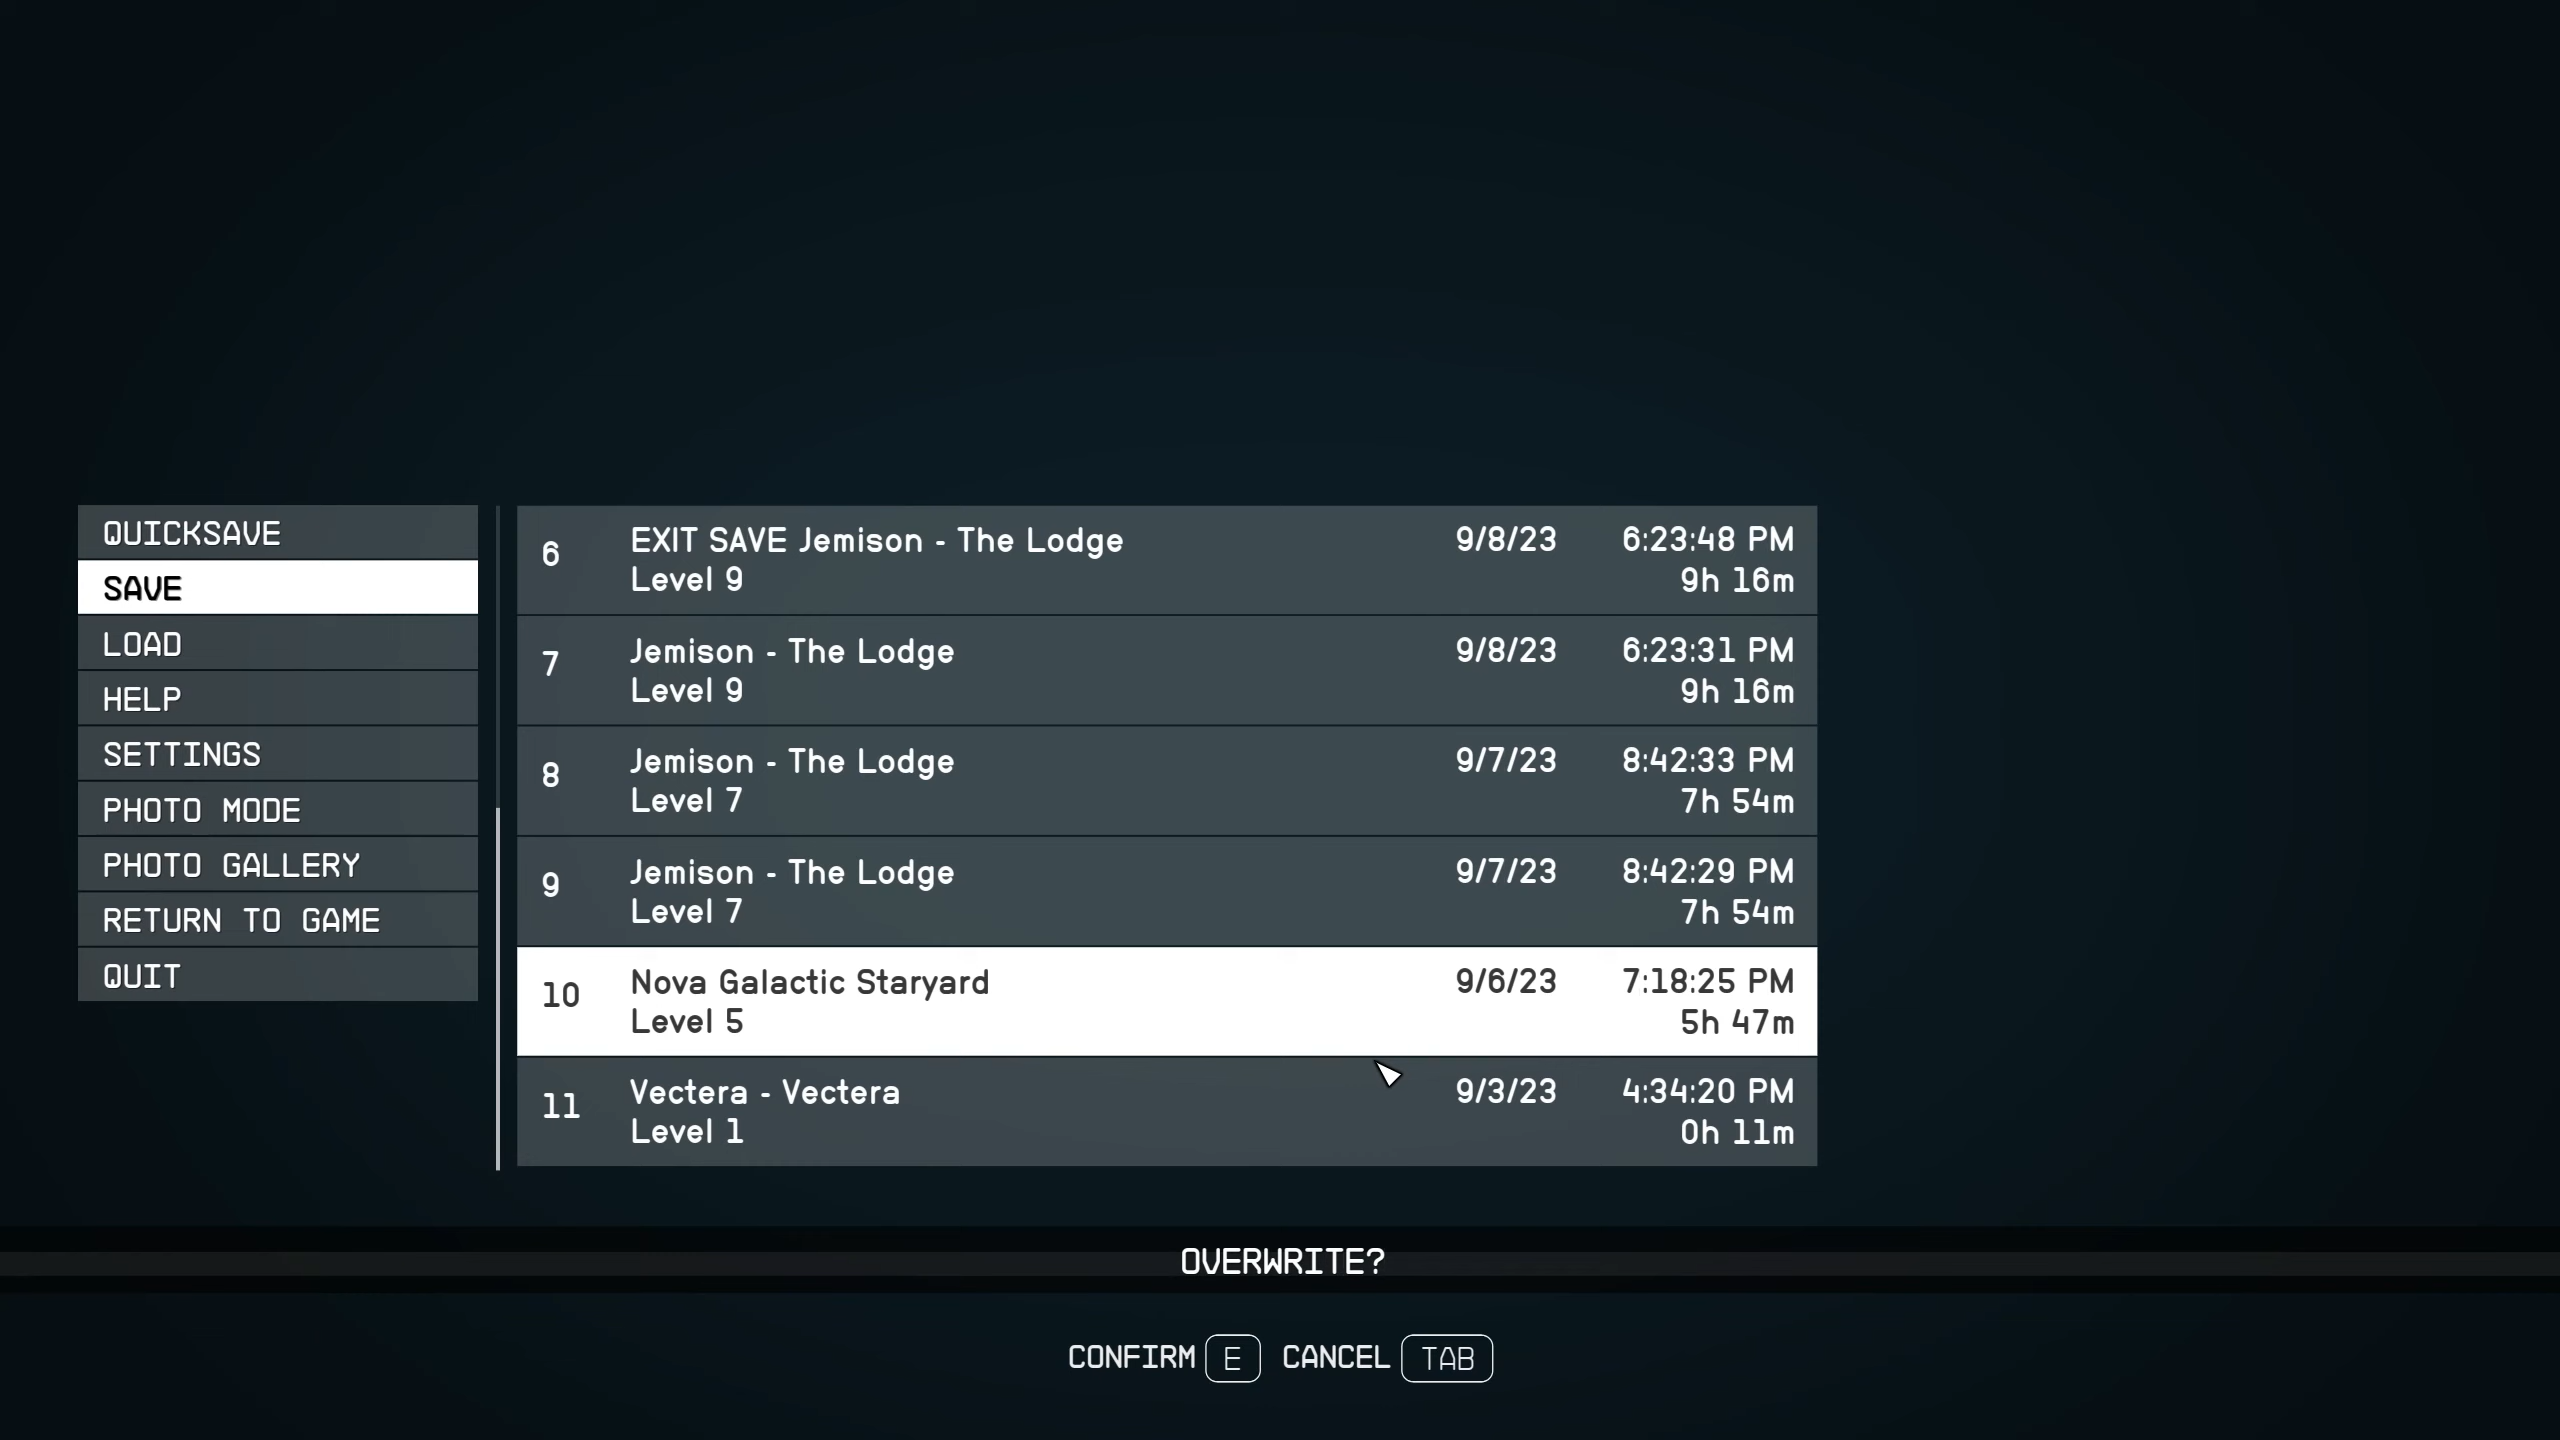 QUICKSAVE
SAVE
LOAD
HELP
SETTINGS
PHOTO MODE
PHOTO GALLERY
RETURN TO GAME
QUIT
6 EXIT SAVE Jemison - The Lodge 9/8/23 6:23:48 PM
Level 9 9h 16m
7 Jemison - The Lodge 9/8/23 6:23:31 PM
Level 9 9h 16m
8 Jemison - The Lodge 9/7/23 8:42:33 PM
Level 7 7h 54m
9 Jemison - The Lodge 9/7/23 8:42:29 PM
Level 7 7h 54m
10 Nova Galactic Staryard 9/6/23 7:18:25 PM
Level 5 5h 47m
11 Vectera - Vectera 9/3/23 4:34:20 PM
Level 1 0h 11m
OVERWRITE?
CONFIRM E CANCEL TAB